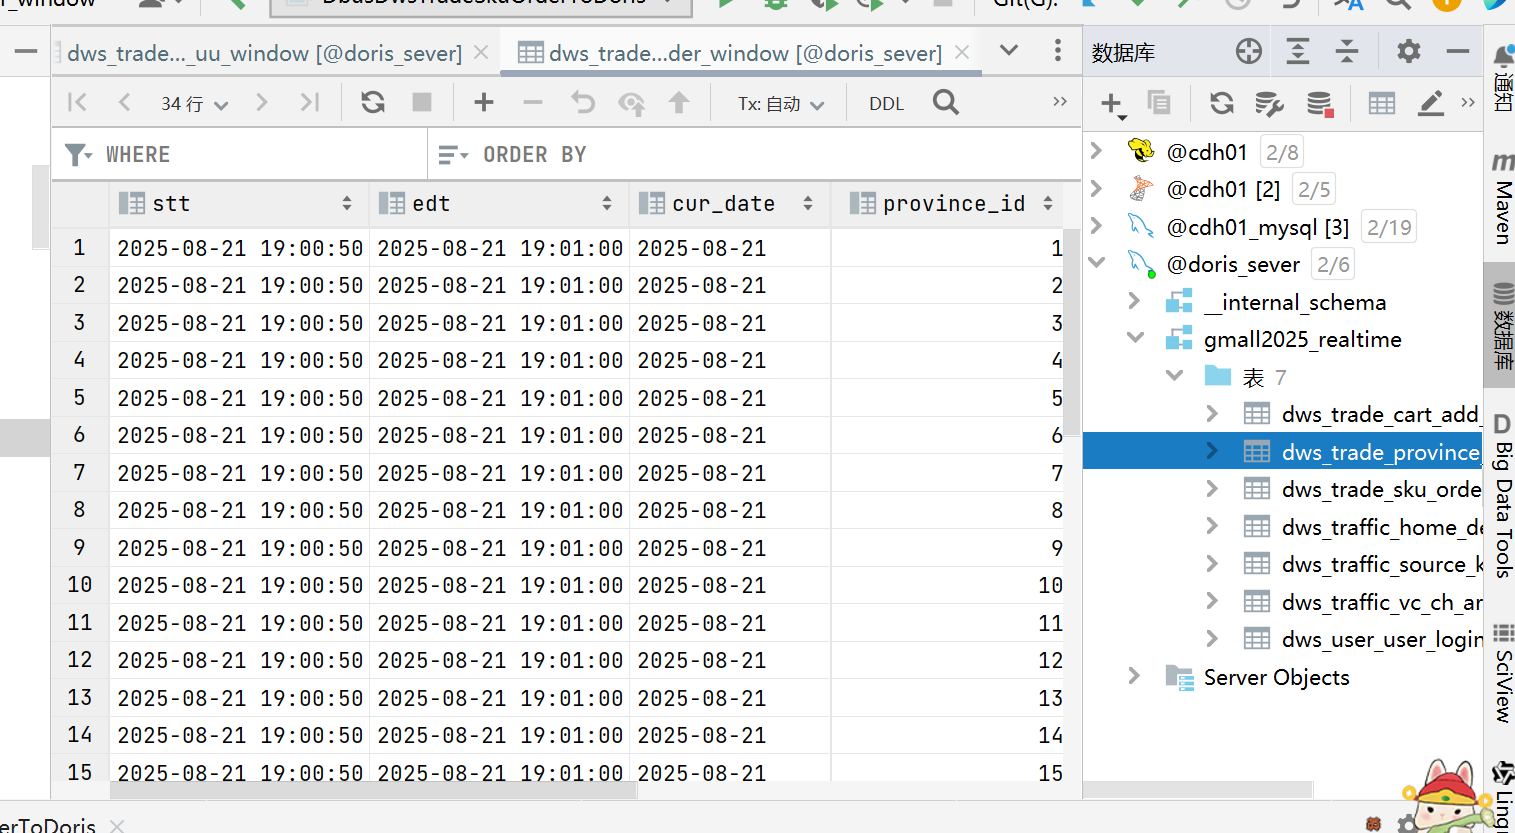 r_window
DbusDwsTradeSkuOrderToDoris
Git(G):
dws_trade..._uu_window [@doris_sever]
dws_trade...der_window [@doris_sever]
数据库
34 行
Tx: 自动
DDL
WHERE
ORDER BY
stt edt cur_date province_id
1 2025-08-21 19:00:50 2025-08-21 19:01:00 2025-08-21 1
2 2025-08-21 19:00:50 2025-08-21 19:01:00 2025-08-21 2
3 2025-08-21 19:00:50 2025-08-21 19:01:00 2025-08-21 3
4 2025-08-21 19:00:50 2025-08-21 19:01:00 2025-08-21 4
5 2025-08-21 19:00:50 2025-08-21 19:01:00 2025-08-21 5
6 2025-08-21 19:00:50 2025-08-21 19:01:00 2025-08-21 6
7 2025-08-21 19:00:50 2025-08-21 19:01:00 2025-08-21 7
8 2025-08-21 19:00:50 2025-08-21 19:01:00 2025-08-21 8
9 2025-08-21 19:00:50 2025-08-21 19:01:00 2025-08-21 9
10 2025-08-21 19:00:50 2025-08-21 19:01:00 2025-08-21 10
11 2025-08-21 19:00:50 2025-08-21 19:01:00 2025-08-21 11
12 2025-08-21 19:00:50 2025-08-21 19:01:00 2025-08-21 12
13 2025-08-21 19:00:50 2025-08-21 19:01:00 2025-08-21 13
14 2025-08-21 19:00:50 2025-08-21 19:01:00 2025-08-21 14
15 2025-08-21 19:00:50 2025-08-21 19:01:00 2025-08-21 15
@cdh01 2/8
@cdh01 [2] 2/5
@cdh01_mysql [3] 2/19
@doris_sever 2/6
__internal_schema
gmall2025_realtime
表 7
dws_trade_cart_add_
dws_trade_province_
dws_trade_sku_orde
dws_traffic_home_de
dws_traffic_source_k
dws_traffic_vc_ch_ar
dws_user_user_login
Server Objects
通知
m Maven
数据库
D Big Data Tools
SciView
Ling
erToDoris